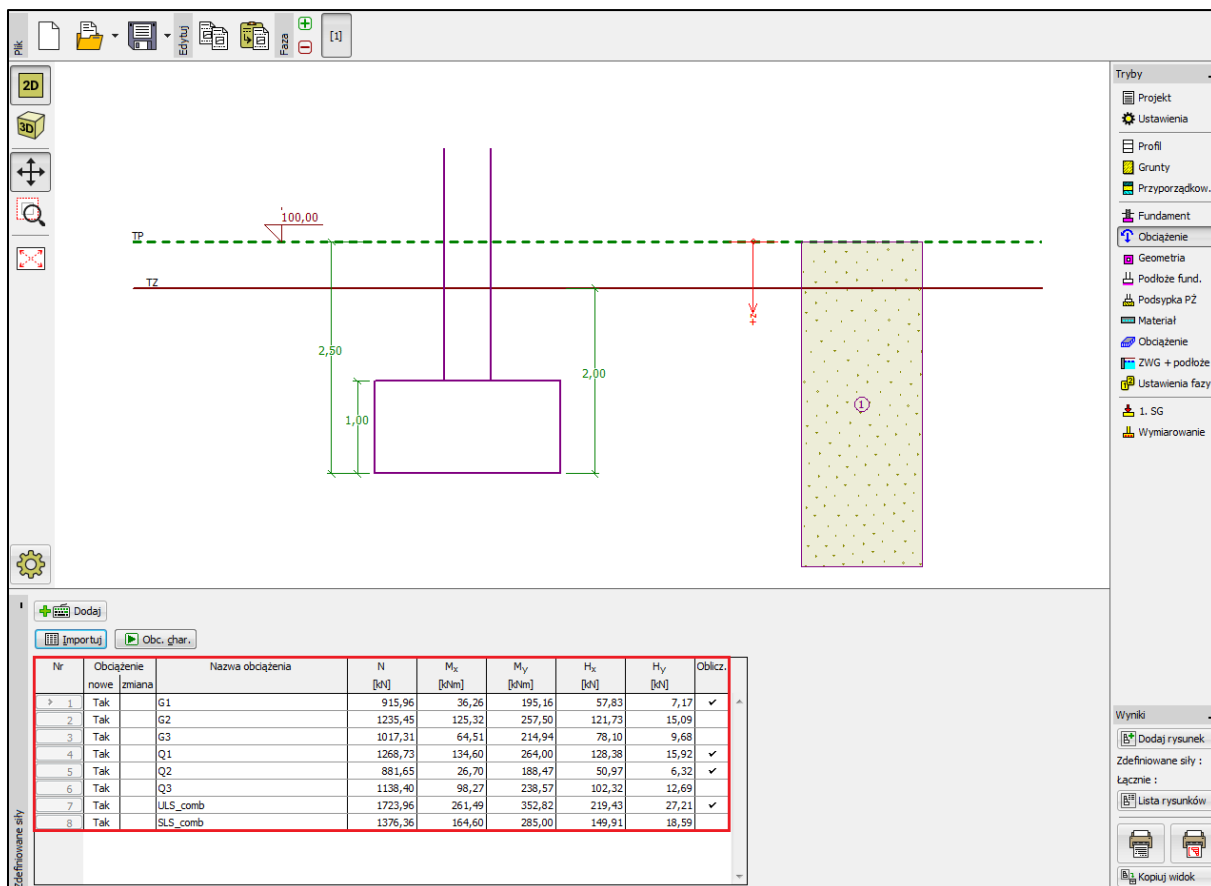 Plik
Edytuj
Faza
[1]
2D
3D
100,00
TP
TZ
+z
2,50
2,00
1,00
1
Tryby
Projekt
Ustawienia
Profil
Grunty
Przyporządkow.
Fundament
Obciążenie
Geometria
Podłoże fund.
Podsypka PŻ
Materiał
Obciążenie
ZWG + podłoże
Ustawienia fazy
1. SG
Wymiarowanie
Dodaj
Importuj Obc. char.
Nr Obciążenie Nazwa obciążenia N Mx My Hx Hy Oblicz.
nowe zmiana [kN] [kNm] [kNm] [kN] [kN]
> 1 Tak G1 915,96 36,26 195,16 57,83 7,17 ✓
2 Tak G2 1235,45 125,32 257,50 121,73 15,09
3 Tak G3 1017,31 64,51 214,94 78,10 9,68
4 Tak Q1 1268,73 134,60 264,00 128,38 15,92 ✓
5 Tak Q2 881,65 26,70 188,47 50,97 6,32 ✓
6 Tak Q3 1138,40 98,27 238,57 102,32 12,69
7 Tak ULS_comb 1723,96 261,49 352,82 219,43 27,21 ✓
8 Tak SLS_comb 1376,36 164,60 285,00 149,91 18,59
Zdefiniowane siły
Wyniki
Dodaj rysunek
Zdefiniowane siły :
Łącznie :
Lista rysunków
Kopiuj widok